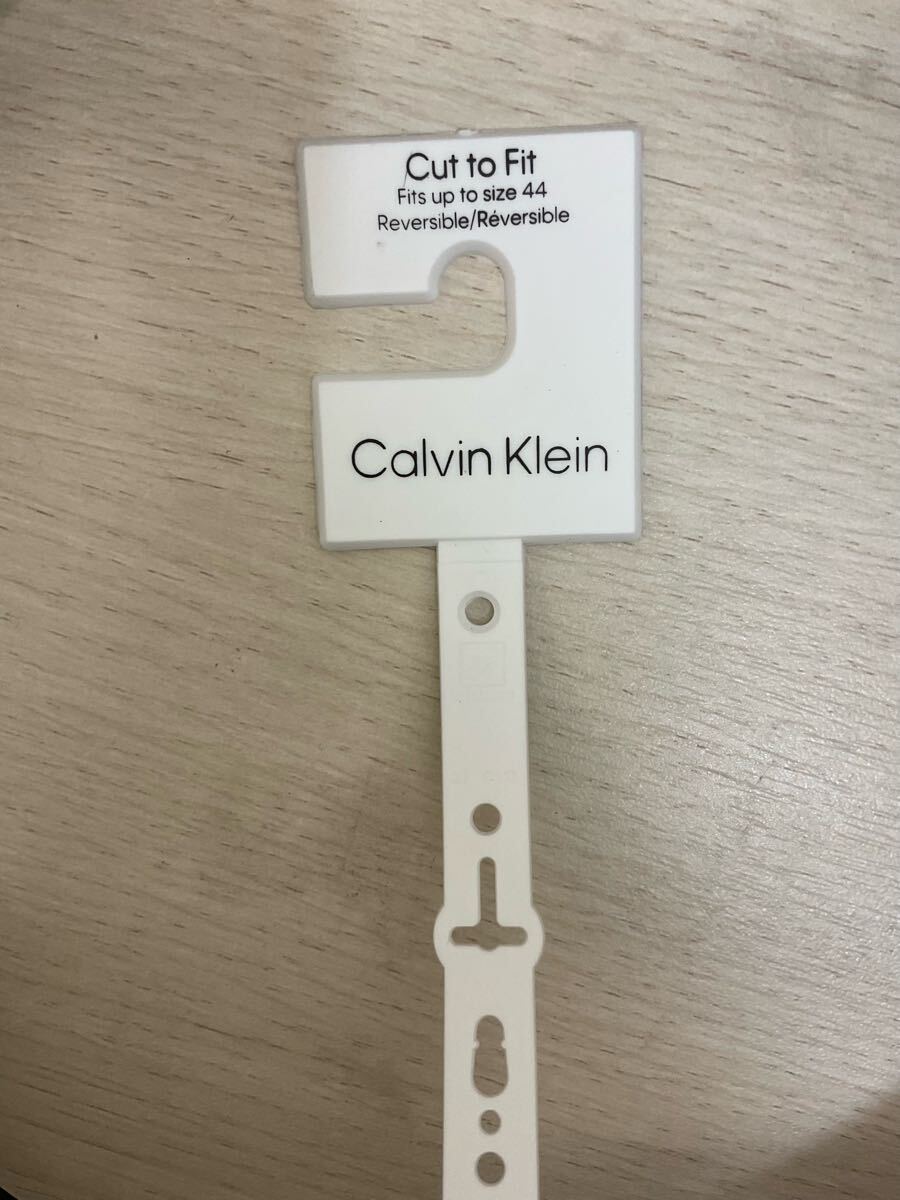 Cut to Fit
Fits up to size 44
Reversible/Réversible
Calvin Klein